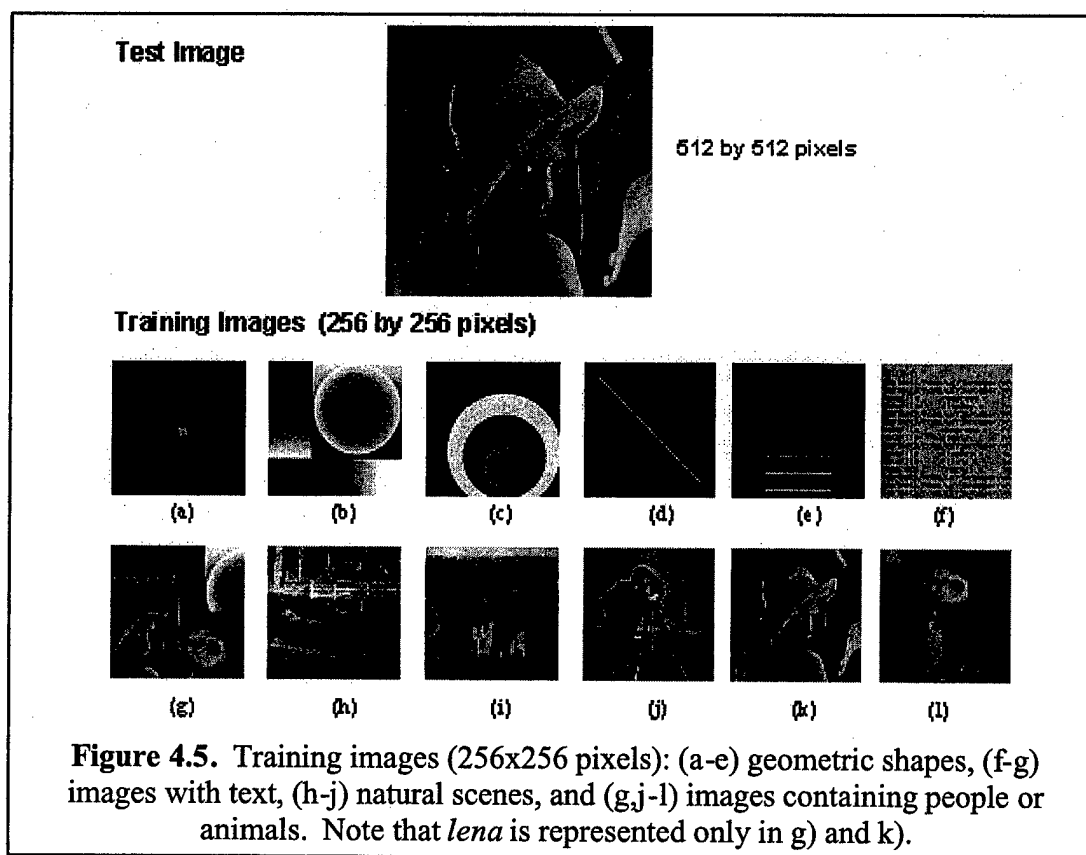 Test Image
512 by 512 pixels
Training Images (256 by 256 pixels)
(a) (b) (c) (d) (e) (f)
(g) (h) (i) (j) (k) (l)
Figure 4.5. Training images (256x256 pixels): (a-e) geometric shapes, (f-g)
images with text, (h-j) natural scenes, and (g,j-l) images containing people or
animals. Note that lena is represented only in g) and k).